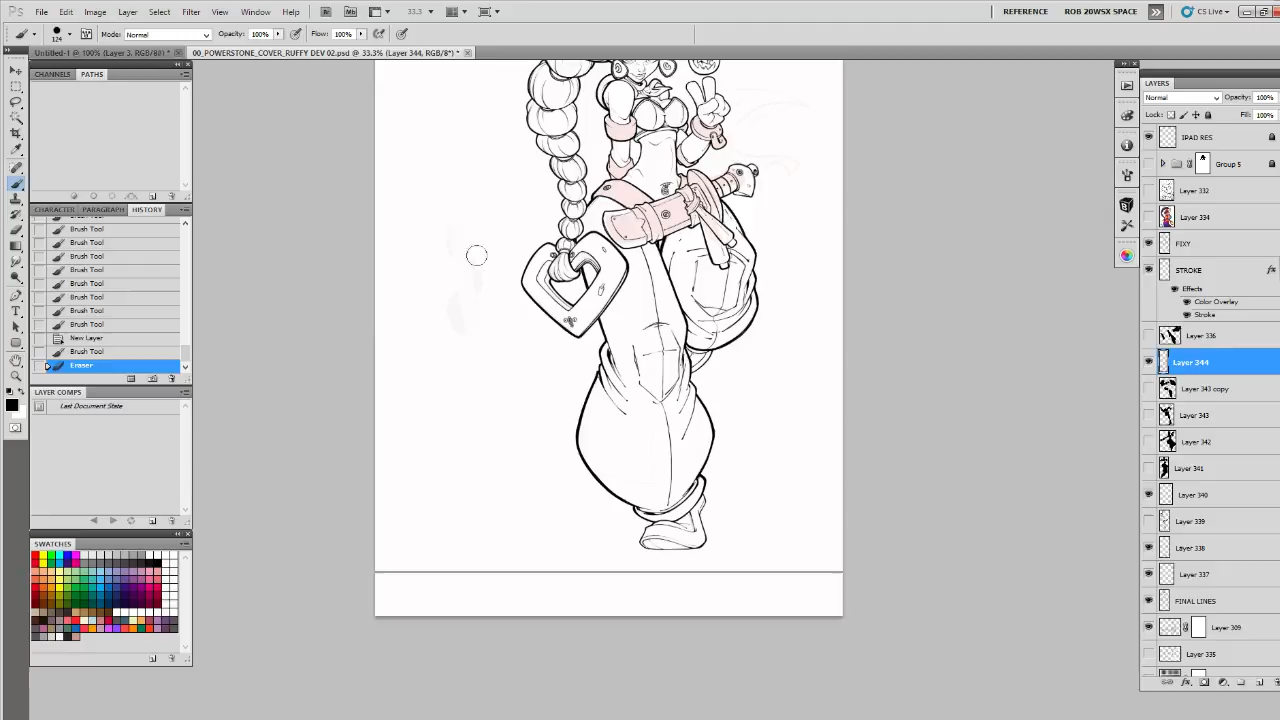 Ps File Edit Image Layer Select Filter View Window Help Br Mb 33.3 REFERENCE ROB 20WSX SPACE CS Live
124 Mode: Normal Opacity: 100% Flow: 100%
Untitled-1 @ 100% (Layer 3, RGB/8#) * 00_POWERSTONE_COVER_RUFFY DEV 02.psd @ 33.3% (Layer 344, RGB/8*) *
CHANNELS PATHS
CHARACTER PARAGRAPH HISTORY
Brush Tool
Brush Tool
Brush Tool
Brush Tool
Brush Tool
Brush Tool
Brush Tool
Brush Tool
New Layer
Brush Tool
Eraser
LAYER COMPS
Last Document State
SWATCHES
LAYERS
Normal Opacity: 100%
Lock: Fill: 100%
IPAD RES
Group 5
Layer 332
Layer 334
FIXY
STROKE fx
Effects
Color Overlay
Stroke
Layer 336
Layer 344
Layer 343 copy
Layer 343
Layer 342
Layer 341
Layer 340
Layer 339
Layer 338
Layer 337
FINAL LINES
Layer 309
Layer 335